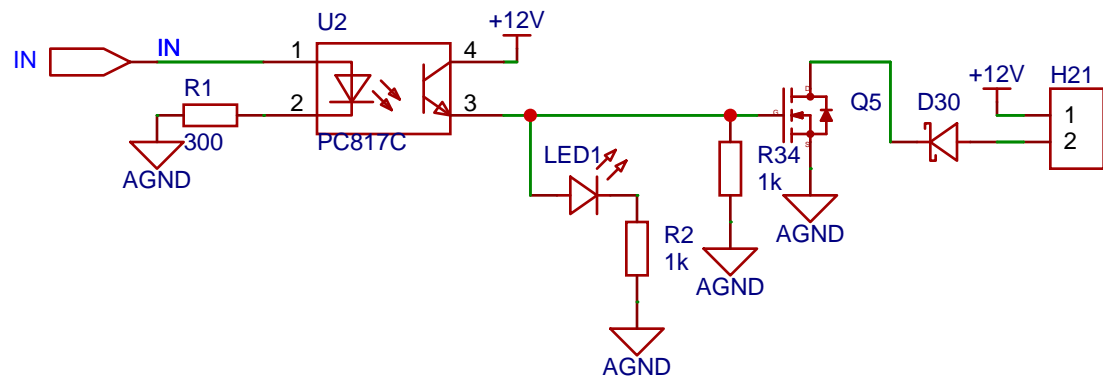 U2
+12V
IN
IN
1
4
R1
300
2
3
PC817C
AGND
LED1
R2
1k
AGND
R34
1k
AGND
D
G
S
Q5
AGND
D30
+12V
H21
1
2